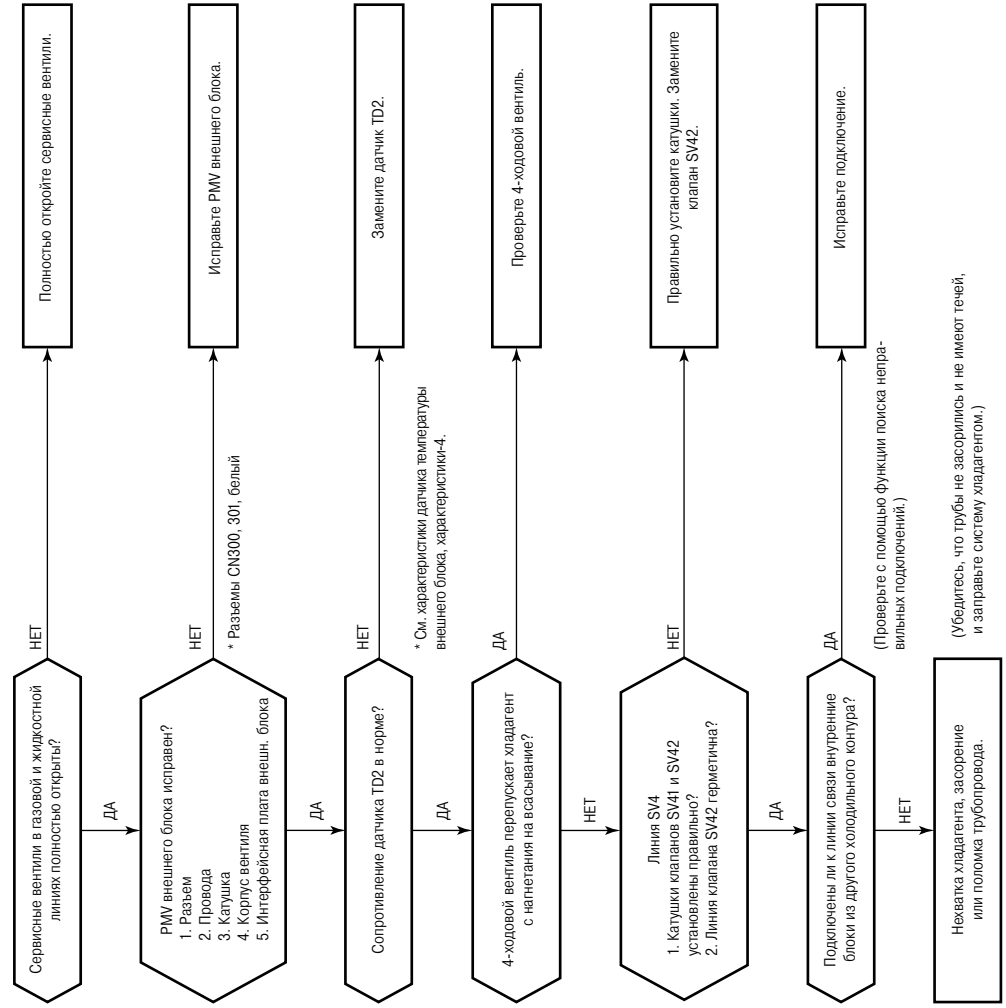 Сервисные вентили в газовой и жидкостной
линиях полностью открыты?
НЕТ
Полностью откройте сервисные вентили.
ДА
PMV внешнего блока исправен?
1. Разъем
2. Провода
3. Катушка
4. Корпус вентиля
5. Интерфейсная плата внешн. блока
НЕТ
* Разъемы CN300, 301, белый
Исправьте PMV внешнего блока.
ДА
Сопротивление датчика TD2 в норме?
НЕТ
* См. характеристики датчика температуры
внешнего блока, характеристики-4.
Замените датчик TD2.
ДА
4-ходовой вентиль перепускает хладагент
с нагнетания на всасывание?
ДА
Проверьте 4-ходовой вентиль.
НЕТ
Линия SV4
1. Катушки клапанов SV41 и SV42
установлены правильно?
2. Линия клапана SV42 герметична?
НЕТ
Правильно установите катушки. Замените
клапан SV42.
ДА
Подключены ли к линии связи внутренние
блоки из другого холодильного контура?
ДА
(Проверьте с помощью функции поиска непра-
вильных подключений.)
Исправьте подключение.
НЕТ
Нехватка хладагента, засорение
или поломка трубопровода.
(Убедитесь, что трубы не засорились и не имеют течей,
и заправьте систему хладагентом.)